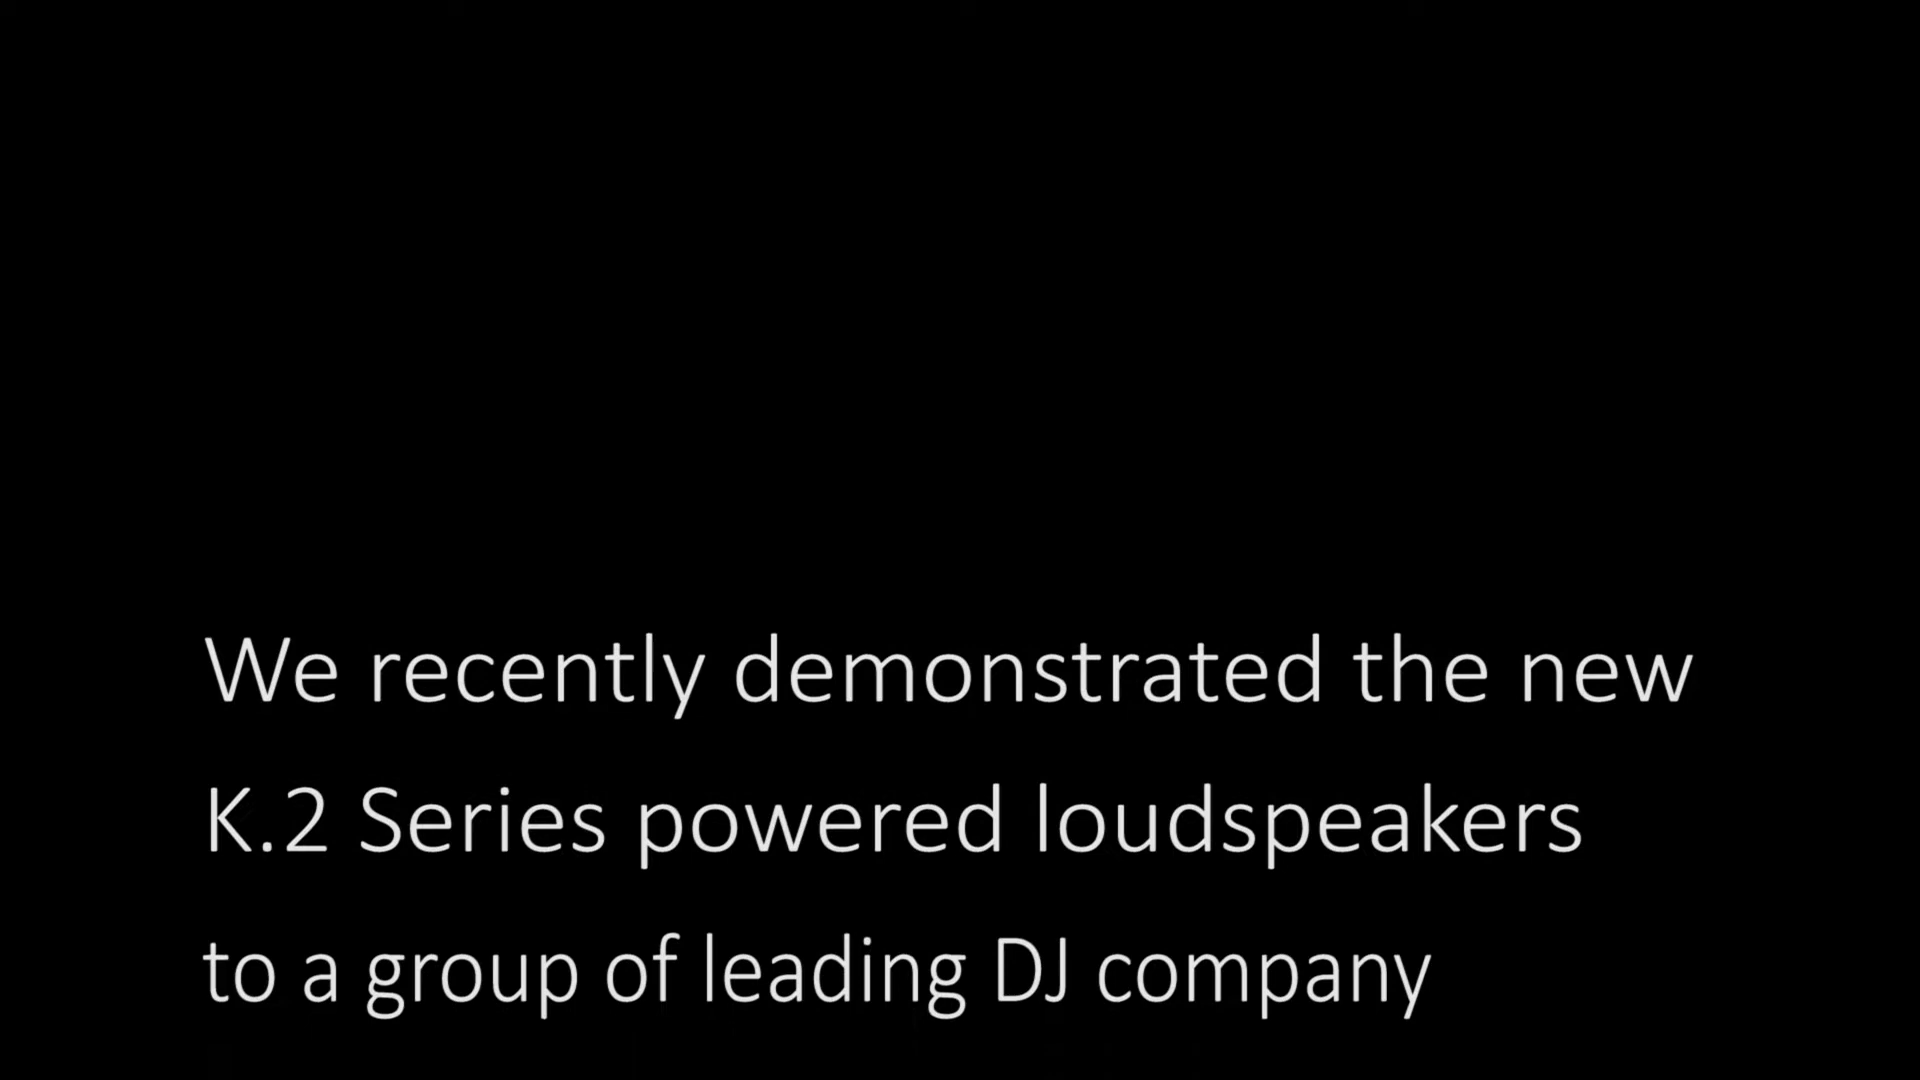 We recently demonstrated the new
K.2 Series powered loudspeakers
to a group of leading DJ company